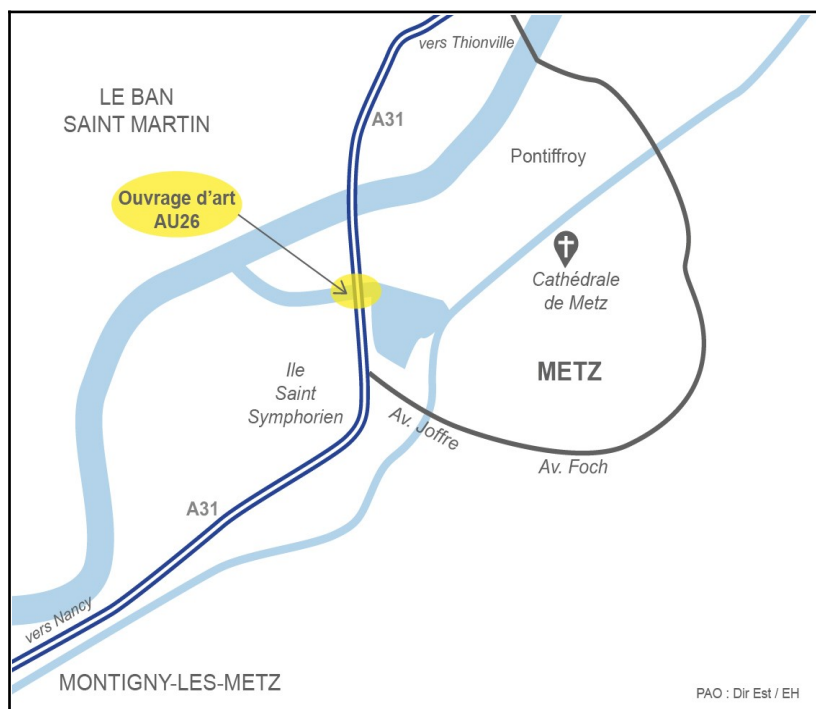 vers Thionville
LE BAN
SAINT MARTIN
A31
Pontiffroy
Ouvrage d'art
AU26
Cathédrale
de Metz
Ile
Saint
Symphorien
METZ
Av. Joffre
Av. Foch
A31
vers Nancy
MONTIGNY-LES-METZ
PAO : Dir Est / EH